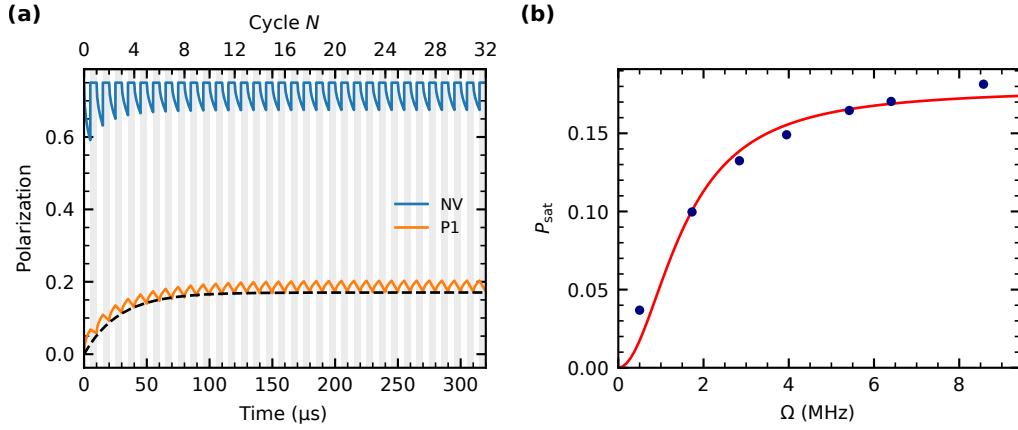 (a)
Cycle N
0 4 8 12 16 20 24 28 32
0.6
0.4
0.2
0.0
Polarization
NV
P1
0 50 100 150 200 250 300
Time (μs)
(b)
0.15
0.10
0.05
0.00
P_sat
0 2 4 6 8
Ω (MHz)